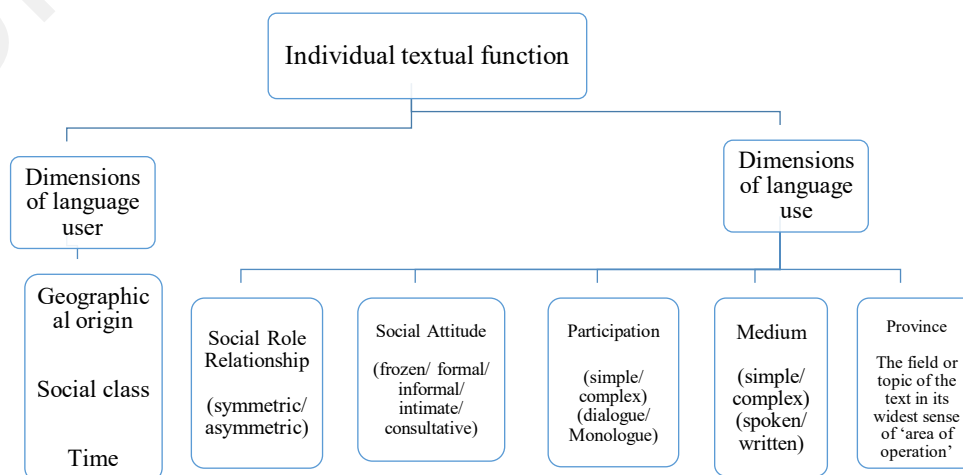 Individual textual function
Dimensions
of language
user
Dimensions
of language
use
Geographic
al origin
Social class
Time
Social Role
Relationship
(symmetric/
asymmetric)
Social Attitude
(frozen/ formal/
informal/
intimate/
consultative)
Participation
(simple/
complex)
(dialogue/
Monologue)
Medium
(simple/
complex)
(spoken/
written)
Province
The field or
topic of the
text in its
widest sense
of ‘area of
operation’